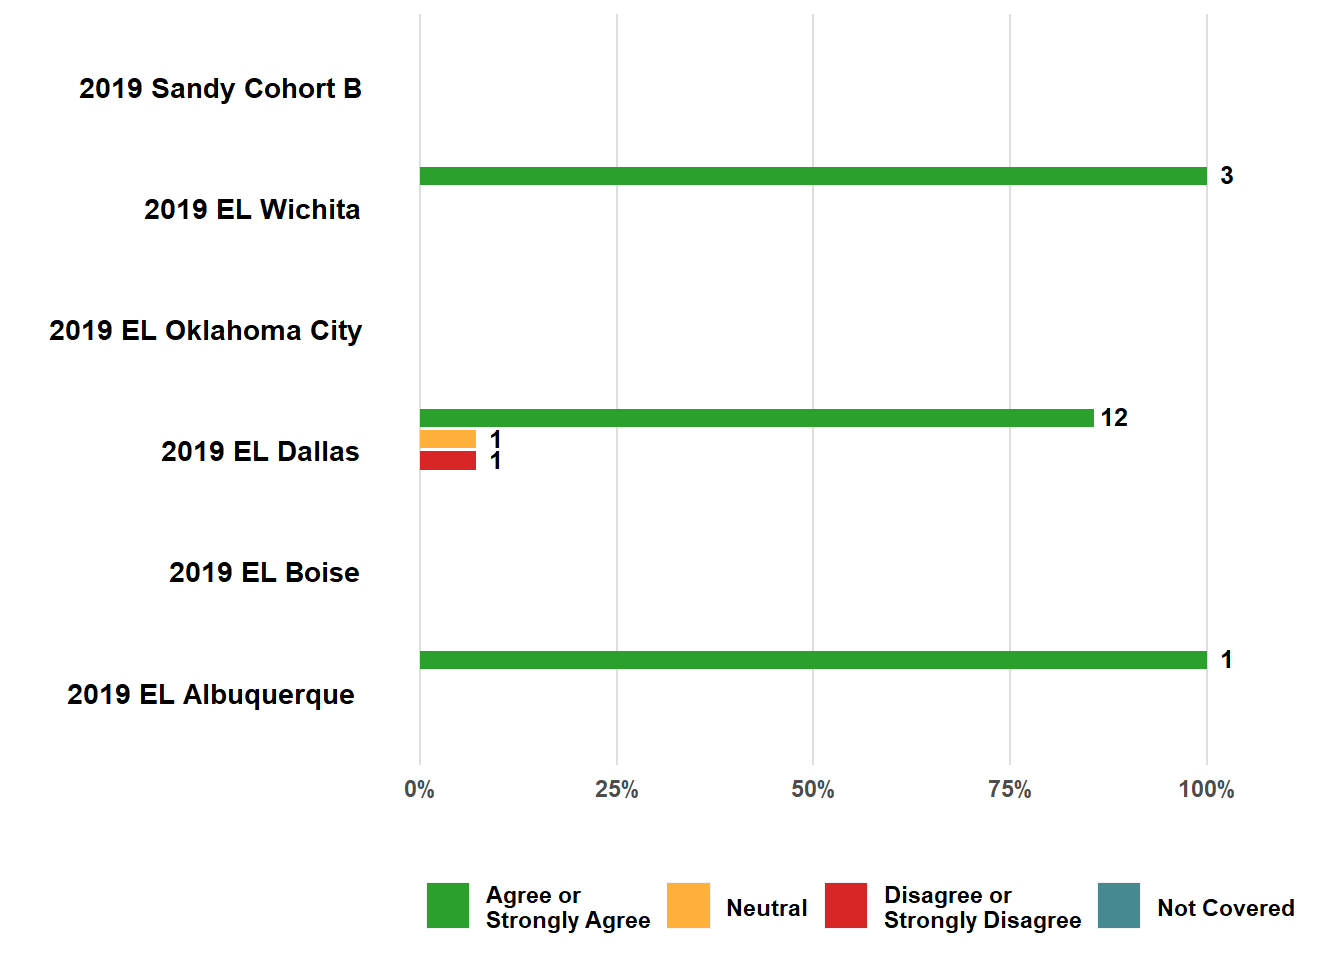 2019 Sandy Cohort B
3
2019 EL Wichita
2019 EL Oklahoma City
12
1
2019 EL Dallas
1
2019 EL Boise
1
2019 EL Albuquerque
0% 25% 50% 75% 100%
Agree or
Strongly Agree
Neutral
Disagree or
Strongly Disagree
Not Covered